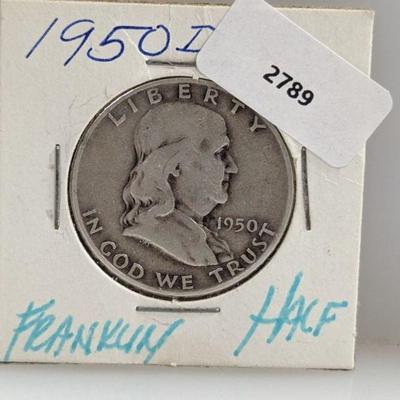 1950 D
2789
LIBERTY
1950
IN GOD WE TRUST
FRANKLIN HALF